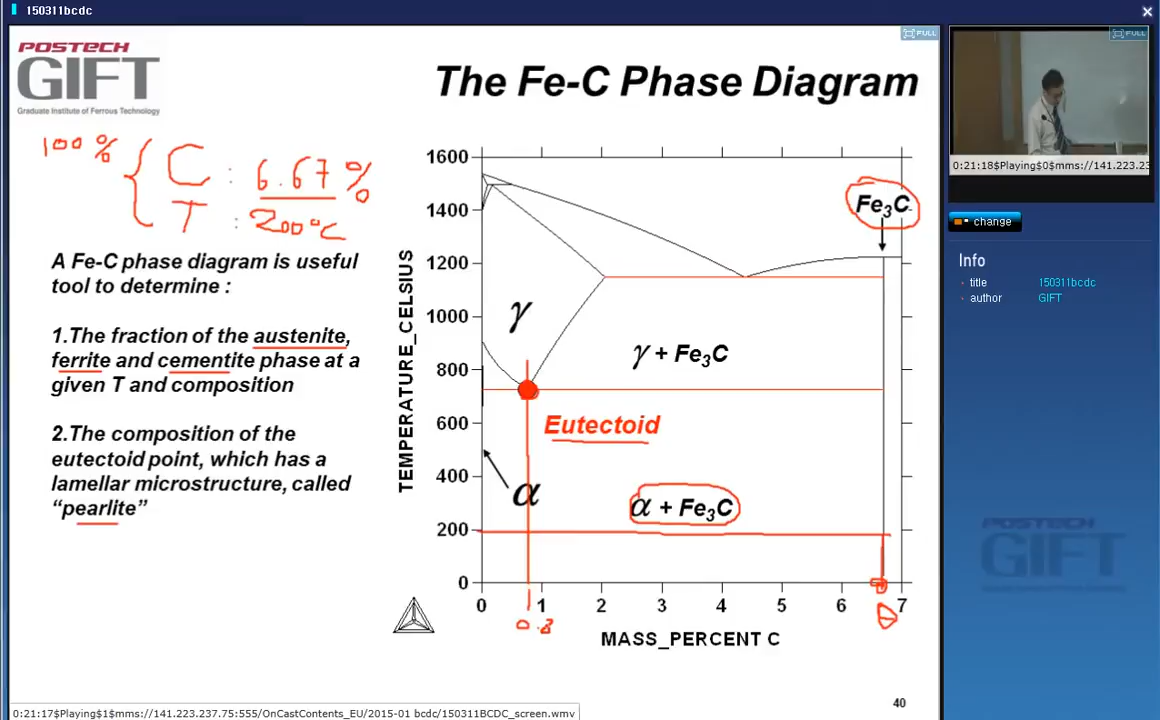 150311bcdc
POSTECH
GIFT
Graduate Institute of Ferrous Technology
The Fe-C Phase Diagram
FULL
FULL
100 % { C : 6.67 %
T : 200°C
A Fe-C phase diagram is useful
tool to determine :
1.The fraction of the austenite,
ferrite and cementite phase at a
given T and composition
2.The composition of the
eutectoid point, which has a
lamellar microstructure, called
“pearlite”
TEMPERATURE_CELSIUS
1600
1400
1200
1000
800
600
400
200
0
Fe3C
γ
γ + Fe3C
Eutectoid
α
α + Fe3C
0 1 2 3 4 5 6 7
0.8
MASS_PERCENT C
40
0:21:18$Playing$0$mms://141.223.23
change
Info
title 150311bcdc
author GIFT
POSTECH
GIFT
0:21:17$Playing$1$mms://141.223.237.75:555/OnCastContents_EU/2015-01 bcdc/150311BCDC_screen.wmv